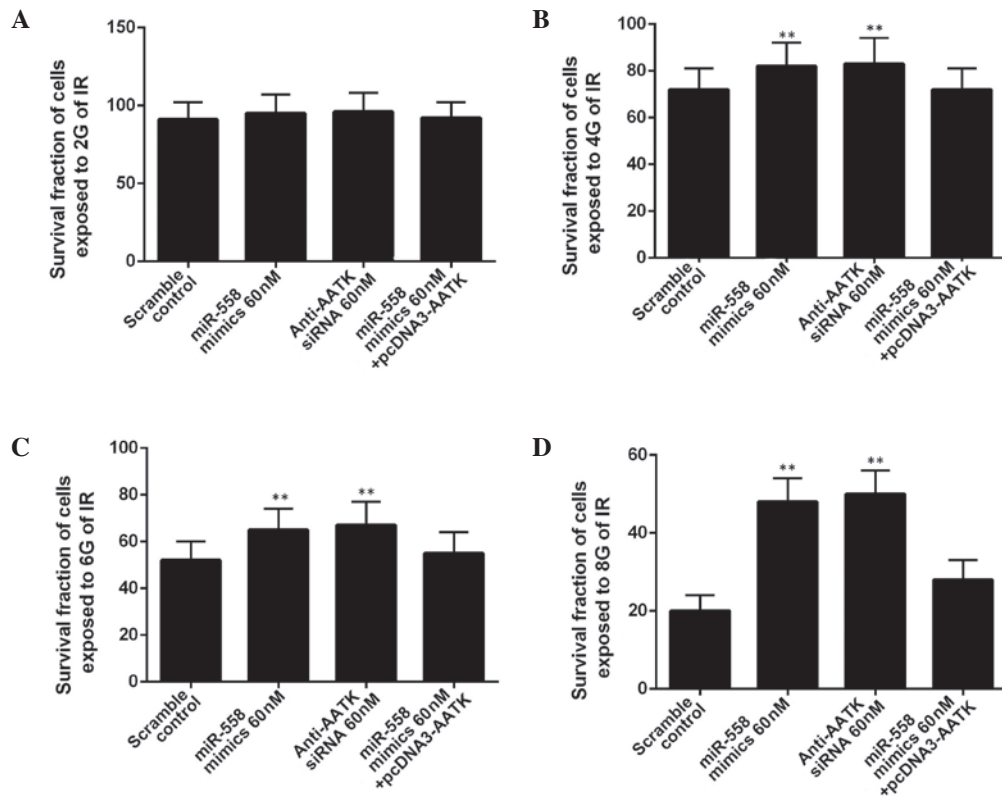 A
Survival fraction of cells
exposed to 2G of IR
150
100
50
0
Scramble
control
miR-558
mimics 60nM
Anti-AATK
siRNA 60nM
miR-558
mimics 60nM
+pcDNA3-AATK
B
Survival fraction of cells
exposed to 4G of IR
100
80
60
40
20
0
**
**
Scramble
control
miR-558
mimics 60nM
Anti-AATK
siRNA 60nM
miR-558
mimics 60nM
+pcDNA3-AATK
C
Survival fraction of cells
exposed to 6G of IR
100
80
60
40
20
0
**
**
Scramble
control
miR-558
mimics 60nM
Anti-AATK
siRNA 60nM
miR-558
mimics 60nM
+pcDNA3-AATK
D
Survival fraction of cells
exposed to 8G of IR
60
40
20
0
**
**
Scramble
control
miR-558
mimics 60nM
Anti-AATK
siRNA 60nM
miR-558
mimics 60nM
+pcDNA3-AATK